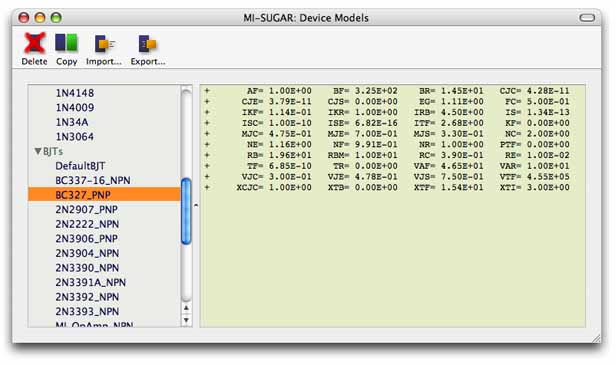 MI-SUGAR: Device Models
Delete Copy Import... Export...
1N4148
1N4009
1N34A
1N3064
BJTs
DefaultBJT
BC337-16_NPN
BC327_PNP
2N2907_PNP
2N2222_NPN
2N3906_PNP
2N3904_NPN
2N3390_NPN
2N3391A_NPN
2N3392_NPN
2N3393_NPN
MI_OpAmp_NPN
+ AF= 1.00E+00 BF= 3.25E+02 BR= 1.45E+01 CJC= 4.28E-11
+ CJE= 3.79E-11 CJS= 0.00E+00 EG= 1.11E+00 FC= 5.00E-01
+ IKF= 1.14E-01 IKR= 1.00E+00 IRB= 4.50E+00 IS= 1.34E-13
+ ISC= 1.00E-10 ISE= 6.82E-16 ITF= 2.68E+00 KF= 0.00E+00
+ MJC= 4.75E-01 MJE= 7.00E-01 MJS= 3.30E-01 NC= 2.00E+00
+ NE= 1.16E+00 NF= 9.91E-01 NR= 1.00E+00 PTF= 0.00E+00
+ RB= 1.96E+01 RBM= 1.00E+01 RC= 3.90E-01 RE= 1.00E-02
+ TF= 6.85E-10 TR= 0.00E+00 VAF= 4.65E+01 VAR= 1.00E+01
+ VJC= 3.00E-01 VJE= 4.78E-01 VJS= 7.50E-01 VTF= 4.55E+05
+ XCJC= 1.00E+00 XTB= 0.00E+00 XTF= 1.54E+01 XTI= 3.00E+00